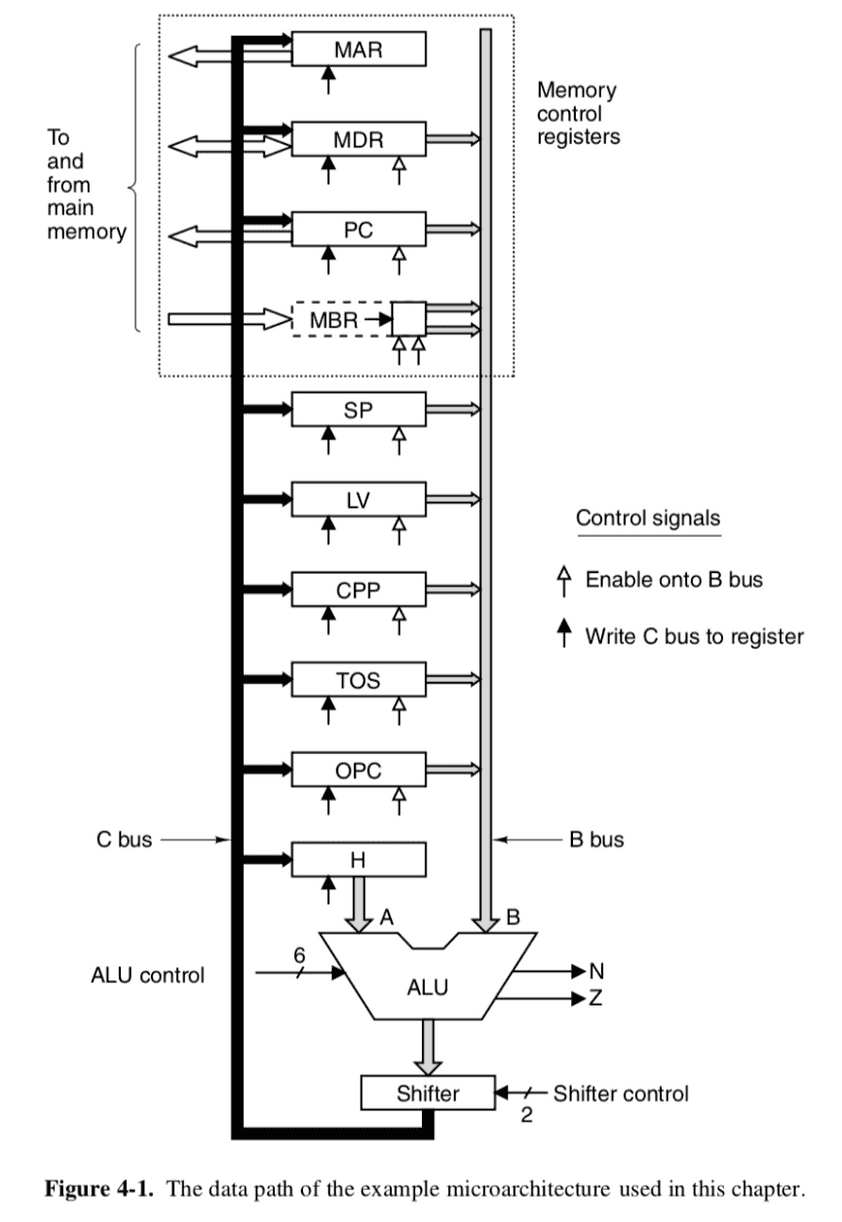 MAR
Memory
control
registers
To
and
from
main
memory
MDR
PC
MBR
SP
LV
Control signals
Enable onto B bus
CPP
Write C bus to register
TOS
OPC
C bus
B bus
H
A
B
6
ALU control
N
ALU
Z
Shifter
Shifter control
2
Figure 4-1. The data path of the example microarchitecture used in this chapter.